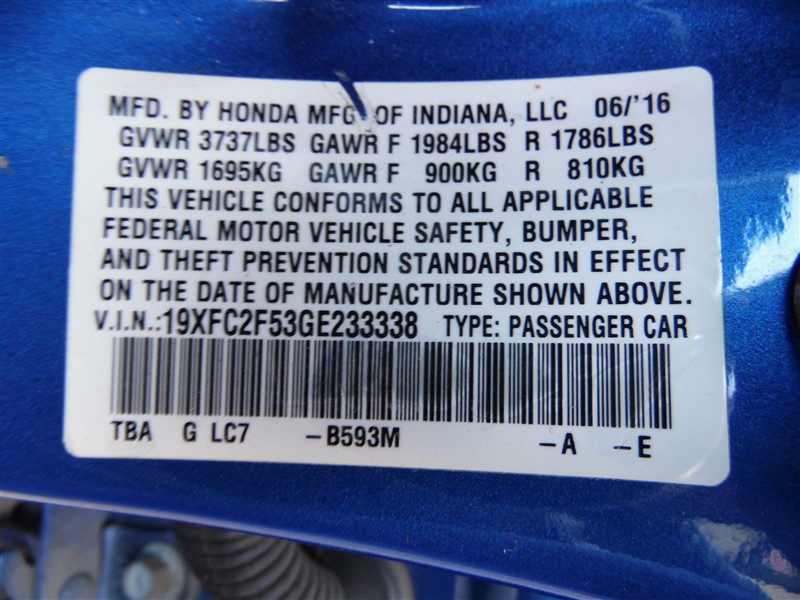 MFD. BY HONDA MFG. OF INDIANA, LLC 06/'16
GVWR 3737LBS GAWR F 1984LBS R 1786LBS
GVWR 1695KG GAWR F 900KG R 810KG
THIS VEHICLE CONFORMS TO ALL APPLICABLE
FEDERAL MOTOR VEHICLE SAFETY, BUMPER,
AND THEFT PREVENTION STANDARDS IN EFFECT
ON THE DATE OF MANUFACTURE SHOWN ABOVE.
V.I.N.:19XFC2F53GE233338 TYPE: PASSENGER CAR
TBA G LC7 –B593M –A –E